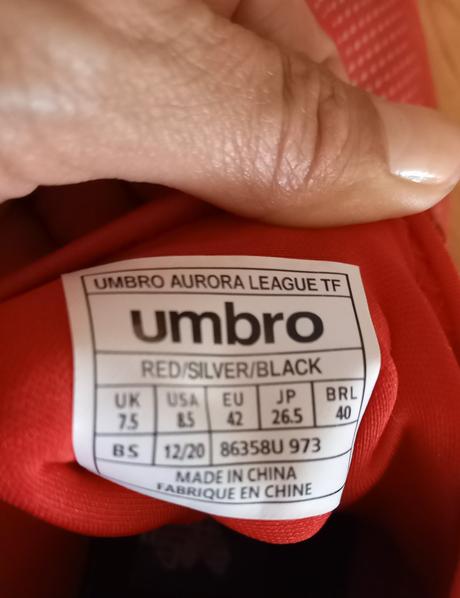 UMBRO AURORA LEAGUE TF
umbro
RED/SILVER/BLACK
UK USA EU JP BRL
7.5 8.5 42 26.5 40
BS 12/20 86358U 973
MADE IN CHINA
FABRIQUE EN CHINE